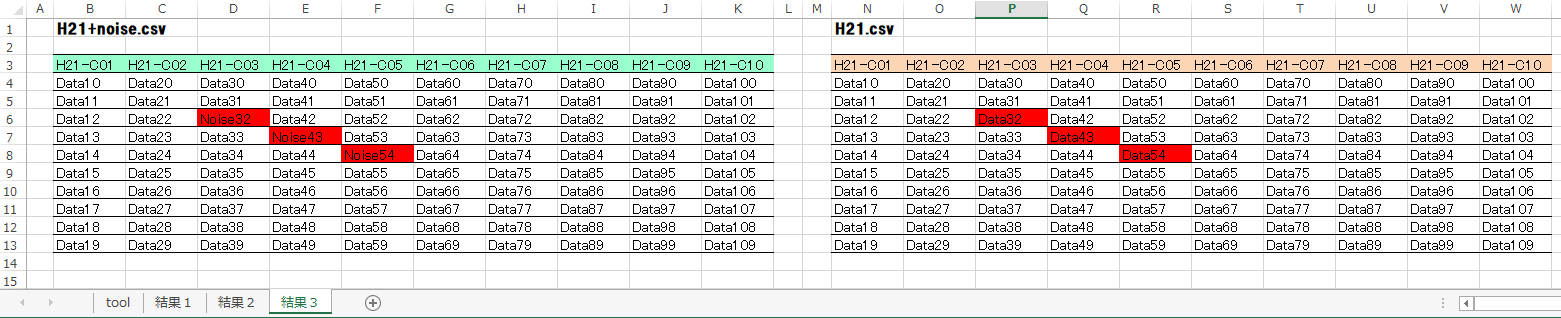 A B C D E F G H I J K L M N O P Q R S T U V W
1 H21+noise.csv H21.csv
2
3 H21-C01 H21-C02 H21-C03 H21-C04 H21-C05 H21-C06 H21-C07 H21-C08 H21-C09 H21-C10 H21-C01 H21-C02 H21-C03 H21-C04 H21-C05 H21-C06 H21-C07 H21-C08 H21-C09 H21-C10
4 Data10 Data20 Data30 Data40 Data50 Data60 Data70 Data80 Data90 Data100 Data10 Data20 Data30 Data40 Data50 Data60 Data70 Data80 Data90 Data100
5 Data11 Data21 Data31 Data41 Data51 Data61 Data71 Data81 Data91 Data101 Data11 Data21 Data31 Data41 Data51 Data61 Data71 Data81 Data91 Data101
6 Data12 Data22 Noise32 Data42 Data52 Data62 Data72 Data82 Data92 Data102 Data12 Data22 Data32 Data42 Data52 Data62 Data72 Data82 Data92 Data102
7 Data13 Data23 Data33 Noise43 Data53 Data63 Data73 Data83 Data93 Data103 Data13 Data23 Data33 Data43 Data53 Data63 Data73 Data83 Data93 Data103
8 Data14 Data24 Data34 Data44 Noise54 Data64 Data74 Data84 Data94 Data104 Data14 Data24 Data34 Data44 Data54 Data64 Data74 Data84 Data94 Data104
9 Data15 Data25 Data35 Data45 Data55 Data65 Data75 Data85 Data95 Data105 Data15 Data25 Data35 Data45 Data55 Data65 Data75 Data85 Data95 Data105
10 Data16 Data26 Data36 Data46 Data56 Data66 Data76 Data86 Data96 Data106 Data16 Data26 Data36 Data46 Data56 Data66 Data76 Data86 Data96 Data106
11 Data17 Data27 Data37 Data47 Data57 Data67 Data77 Data87 Data97 Data107 Data17 Data27 Data37 Data47 Data57 Data67 Data77 Data87 Data97 Data107
12 Data18 Data28 Data38 Data48 Data58 Data68 Data78 Data88 Data98 Data108 Data18 Data28 Data38 Data48 Data58 Data68 Data78 Data88 Data98 Data108
13 Data19 Data29 Data39 Data49 Data59 Data69 Data79 Data89 Data99 Data109 Data19 Data29 Data39 Data49 Data59 Data69 Data79 Data89 Data99 Data109
14
15
tool 結果1 結果2 結果3